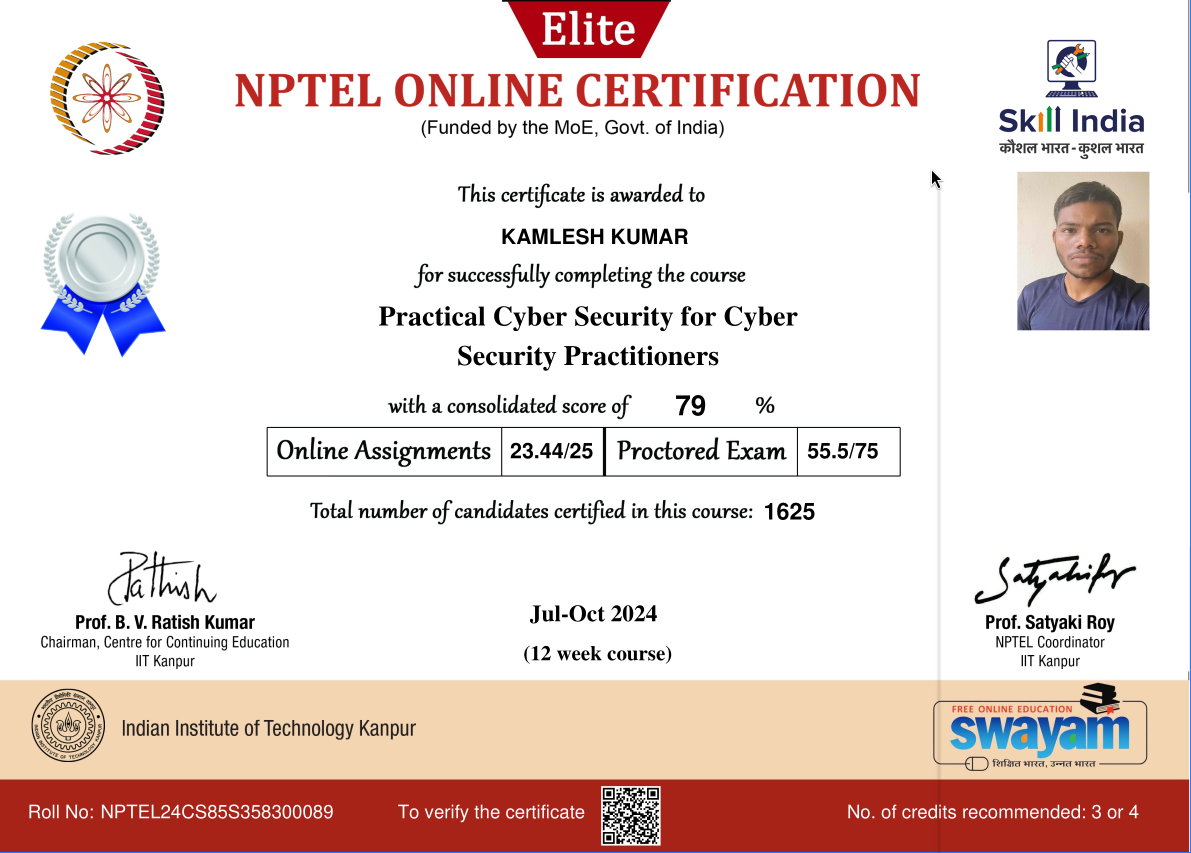 Elite
NPTEL ONLINE CERTIFICATION
(Funded by the MoE, Govt. of India)
Skill India
कौशल भारत - कुशल भारत
This certificate is awarded to
KAMLESH KUMAR
for successfully completing the course
Practical Cyber Security for Cyber
Security Practitioners
with a consolidated score of 79 %
Online Assignments 23.44/25 Proctored Exam 55.5/75
Total number of candidates certified in this course: 1625
Prof. B. V. Ratish Kumar
Chairman, Centre for Continuing Education
IIT Kanpur
Jul-Oct 2024
(12 week course)
Prof. Satyaki Roy
NPTEL Coordinator
IIT Kanpur
Indian Institute of Technology Kanpur
FREE ONLINE EDUCATION
swayam
शिक्षित भारत, उन्नत भारत
Roll No: NPTEL24CS85S358300089
To verify the certificate
No. of credits recommended: 3 or 4